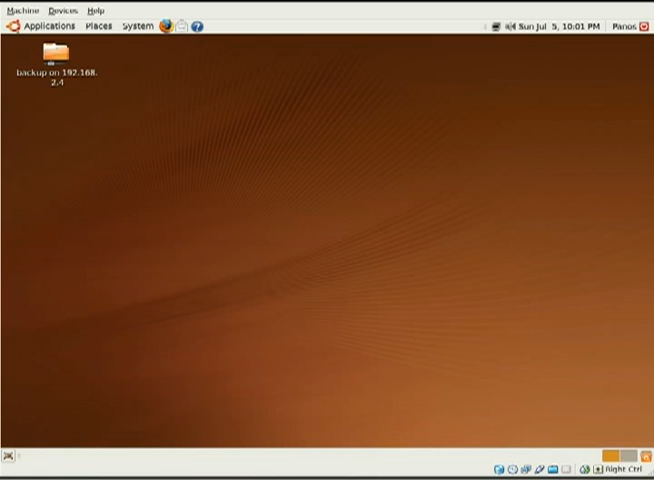 Machine Devices Help
Applications Places System
Sun Jul 5, 10:01 PM Panos
backup on 192.168.
2.4
Right Ctrl